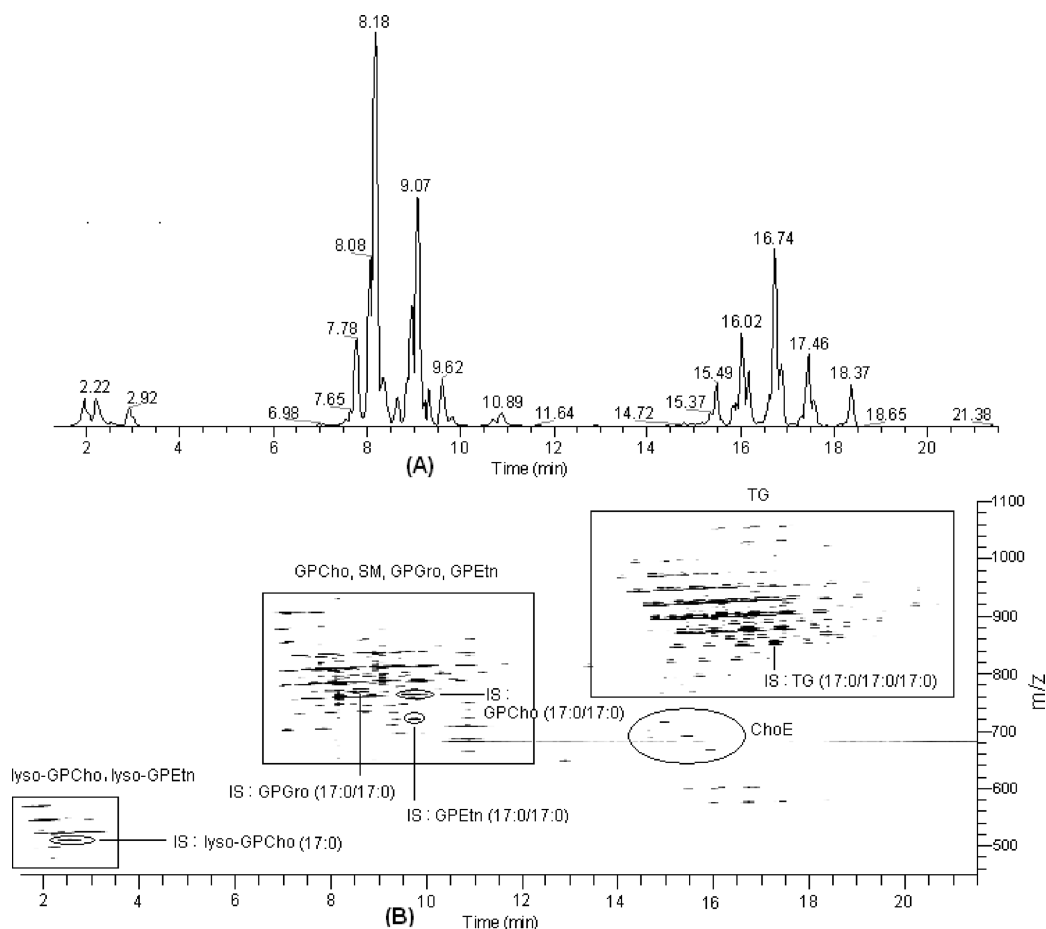 8.18
9.07
8.08
16.74
7.78
16.02
17.46
9.62
15.49
18.37
2.22
2.92
7.65
10.89
15.37
6.98
11.64
14.72
18.65
21.38
2 4 6 8 10 12 14 16 18 20
(A)
Time (min)
TG
1100
1000
900
800
700
600
500
m/z
GPCho, SM, GPGro, GPEtn
IS : TG (17:0/17:0/17:0)
IS :
GPCho (17:0/17:0)
ChoE
lyso-GPCho, lyso-GPEtn
IS : GPGro (17:0/17:0)
IS : GPEtn (17:0/17:0)
IS : lyso-GPCho (17:0)
2 4 6 8 10 12 14 16 18 20
(B)
Time (min)